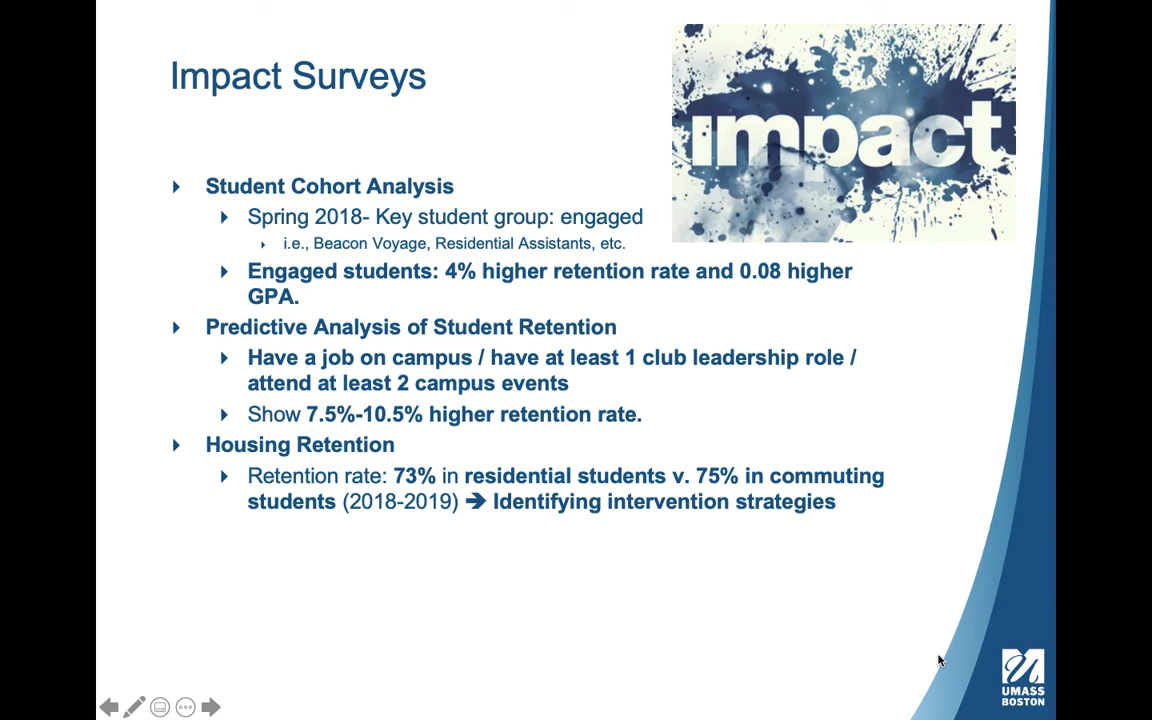 Impact Surveys
impact
Student Cohort Analysis
Spring 2018- Key student group: engaged
i.e., Beacon Voyage, Residential Assistants, etc.
Engaged students: 4% higher retention rate and 0.08 higher
GPA.
Predictive Analysis of Student Retention
Have a job on campus / have at least 1 club leadership role /
attend at least 2 campus events
Show 7.5%-10.5% higher retention rate.
Housing Retention
Retention rate: 73% in residential students v. 75% in commuting
students (2018-2019) ➔ Identifying intervention strategies
UMASS
BOSTON